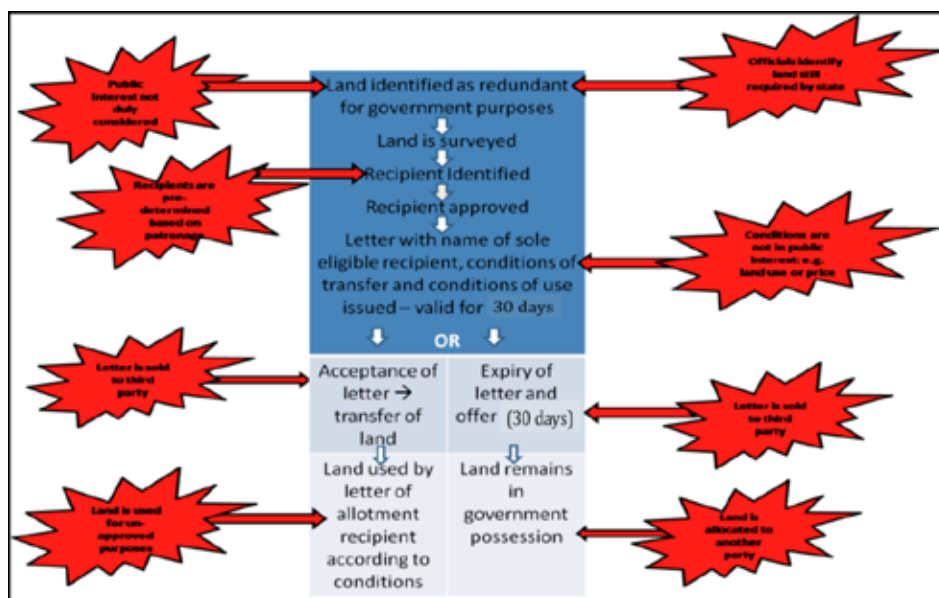 Public
Interest not
duly
considered
Officials identify
land still
required by state
Land identified as redundant
for government purposes
Land is surveyed
Recipient Identified
Recipients are
pre-
determined
based on
patronage
Recipient approved
Letter with name of sole
eligible recipient, conditions of
transfer and conditions of use
issued – valid for 30 days
Conditions are
not in public
interest: e.g.
land use or price
OR
Letter is sold
to third
party
Acceptance of
letter →
transfer of
land
Expiry of
letter and
offer (30 days)
Letter is sold
to third
party
Land is used
for un-
approved
purposes
Land used by
letter of
allotment
recipient
according to
conditions
Land remains
in
government
possession
Land is
allocated to
another
party